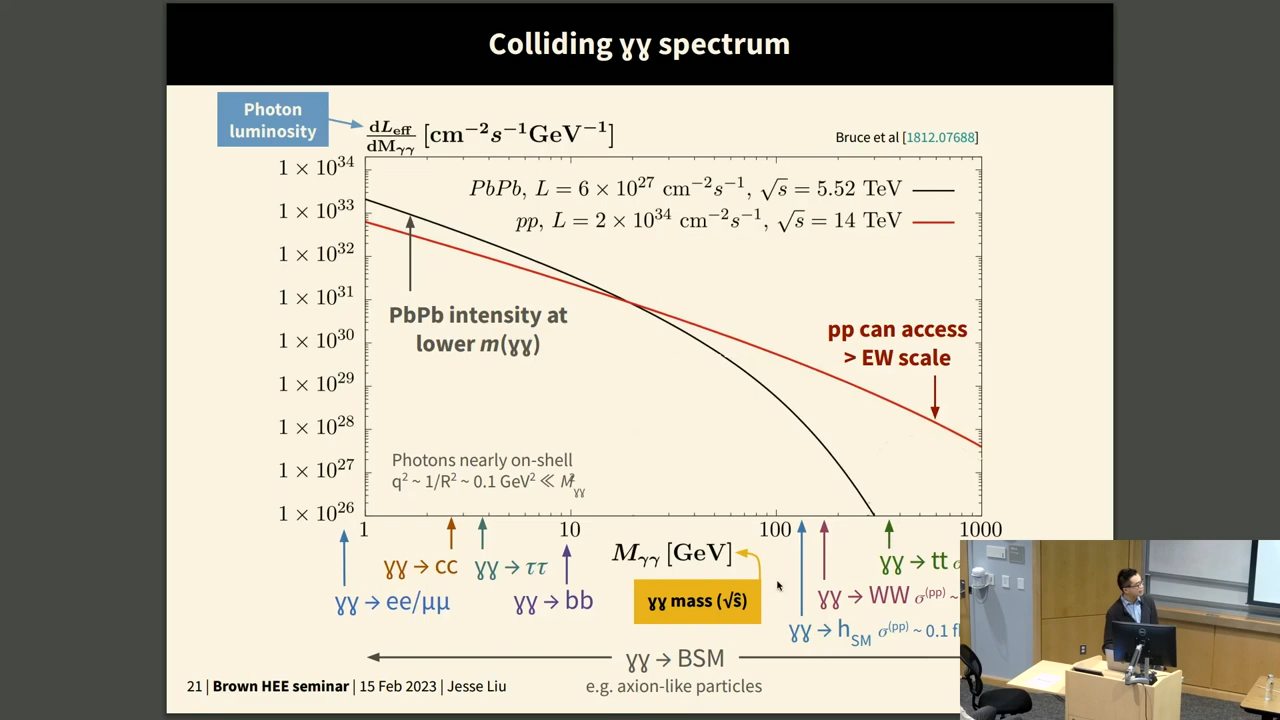 Colliding γγ spectrum
Photon
luminosity
dL_eff/dM_γγ [cm⁻²s⁻¹GeV⁻¹]
Bruce et al [1812.07688]
1 × 10³⁴
1 × 10³³
1 × 10³²
1 × 10³¹
1 × 10³⁰
1 × 10²⁹
1 × 10²⁸
1 × 10²⁷
1 × 10²⁶
PbPb, L = 6 × 10²⁷ cm⁻²s⁻¹, √s = 5.52 TeV
pp, L = 2 × 10³⁴ cm⁻²s⁻¹, √s = 14 TeV
PbPb intensity at
lower m(γγ)
pp can access
> EW scale
Photons nearly on-shell
q² ~ 1/R² ~ 0.1 GeV² ≪ M²_γγ
1 10 100 1000
M_γγ [GeV]
γγ mass (√ŝ)
γγ → cc
γγ → ττ
γγ → ee/μμ
γγ → bb
γγ → tt σ
γγ → WW σ^(pp) ~
γγ → h_SM σ^(pp) ~ 0.1 f
γγ → BSM
e.g. axion-like particles
21 | Brown HEE seminar | 15 Feb 2023 | Jesse Liu